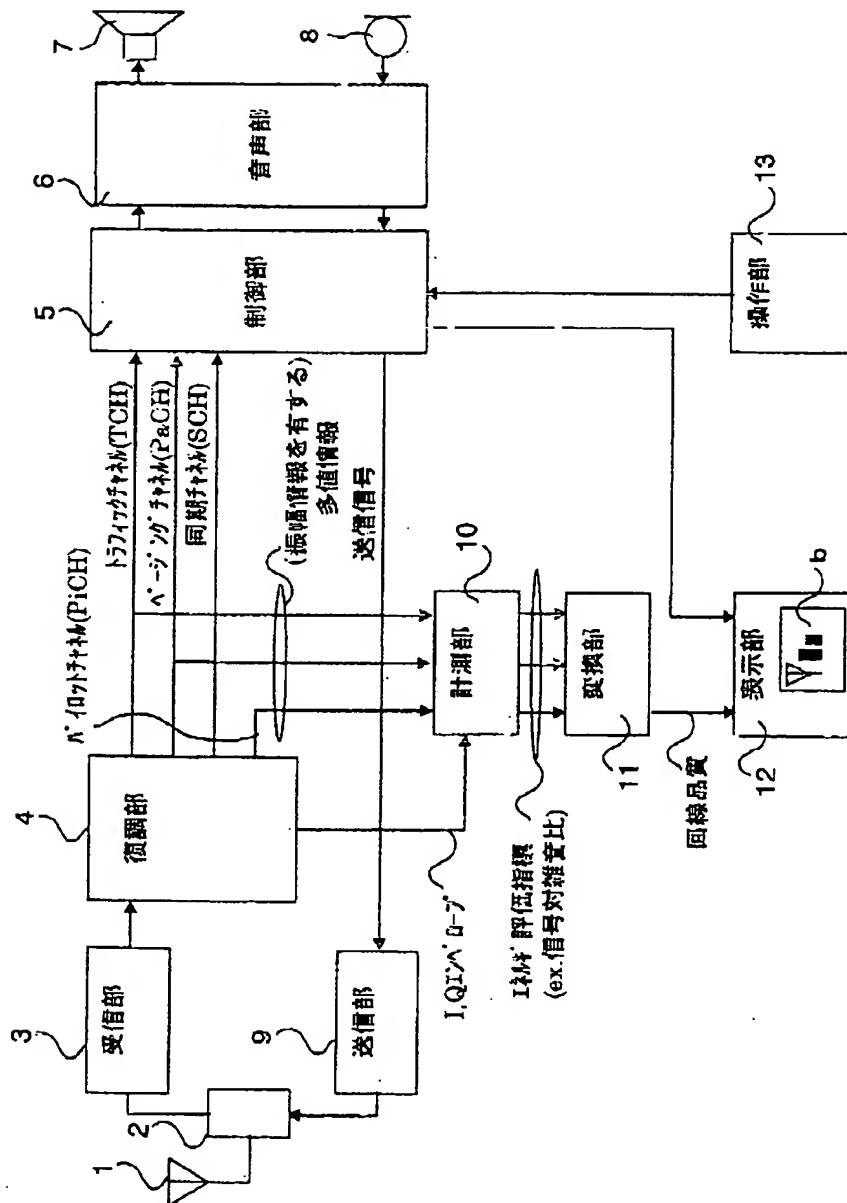 1
2
3
受信部
4
復調部
パイロットチャネル(PiCH)
トラフィックチャネル(TCH)
ページングチャネル(PaCH)
同期チャネル(SCH)
(振幅情報を有する)
多値情報
送信信号
5
制御部
6
音声部
7
8
9
送信部
I,Qエンベロープ
10
計測部
エネルギ評価指標
(ex.信号対雑音比)
変換部
11
回線品質
表示部
12
b
操作部
13